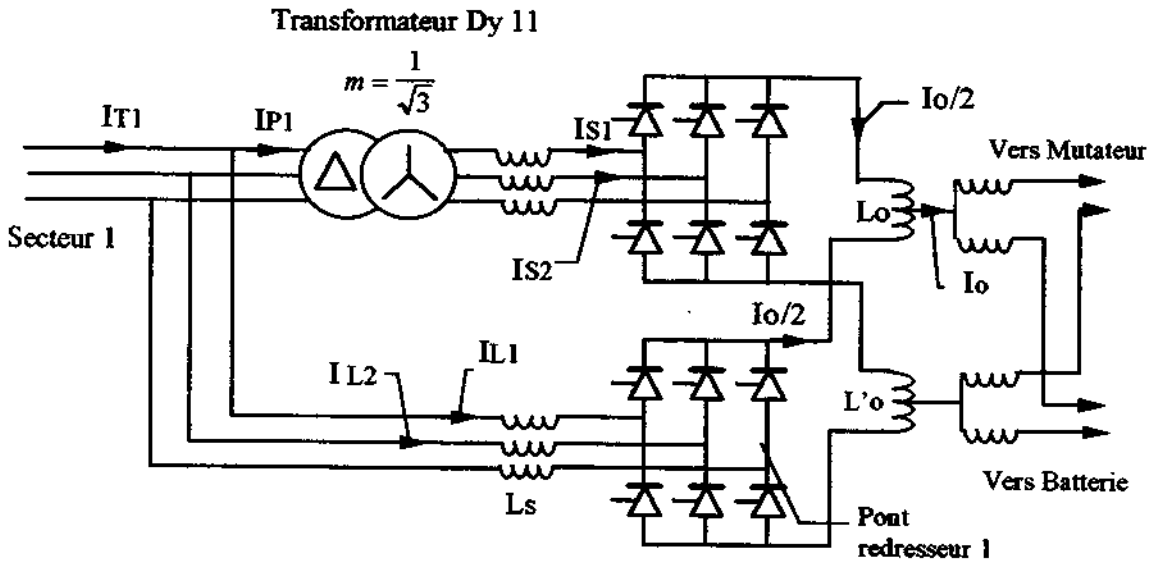 Transformateur Dy 11
m = 1/√3
IT1
IP1
IS1
Io/2
Vers Mutateur
Lo
Secteur 1
IS2
Io
Io/2
I L2
IL1
L'o
Ls
Vers Batterie
Pont
redresseur 1